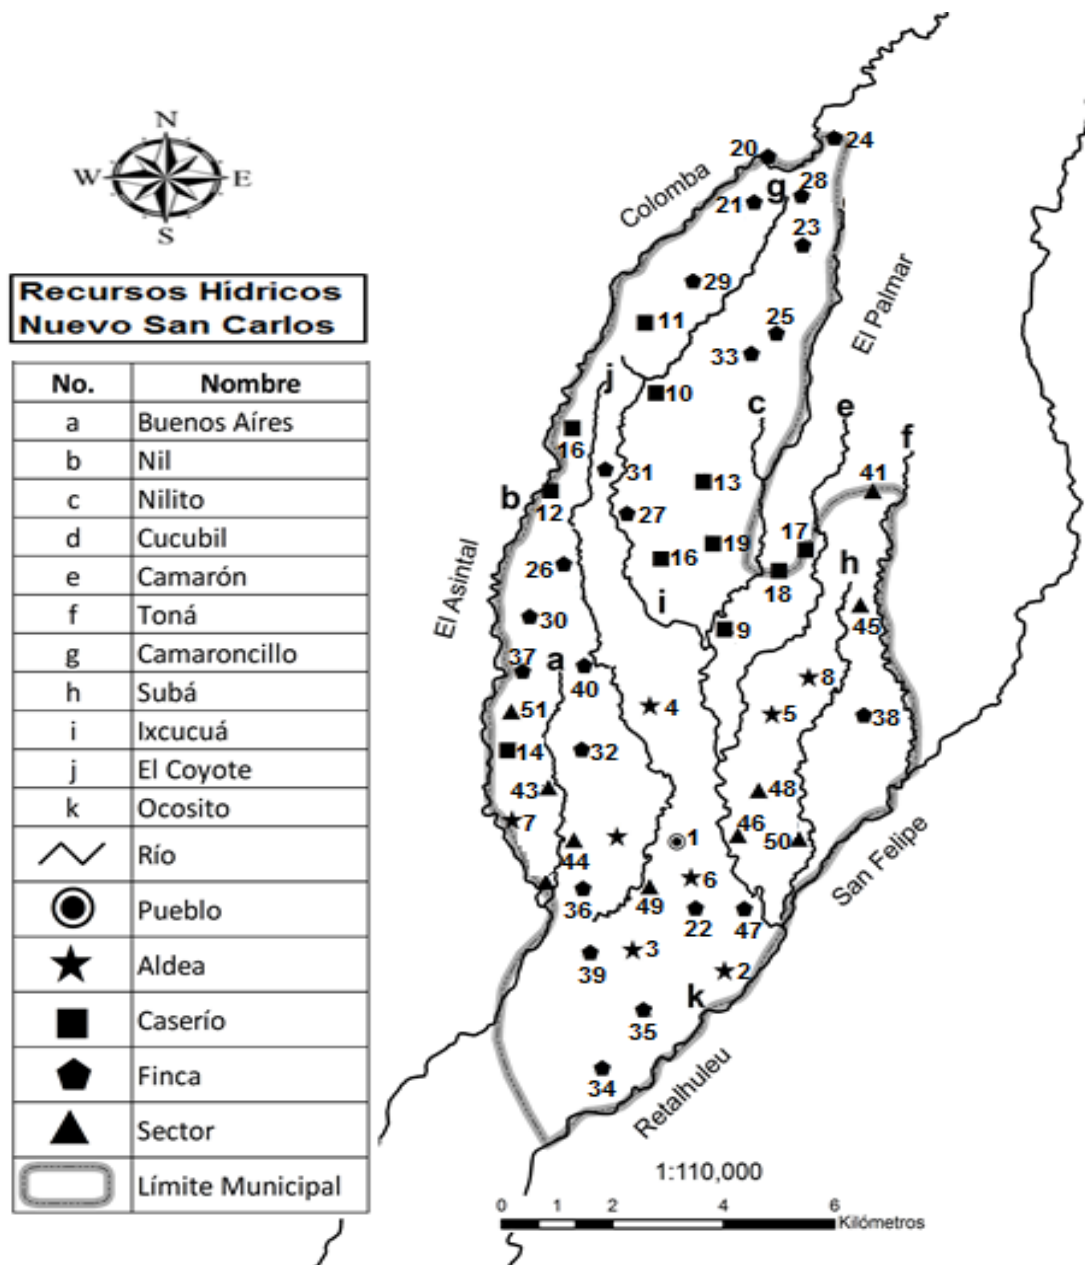 N
W E
S
Recursos Hídricos
Nuevo San Carlos
No. Nombre
a Buenos Aíres
b Nil
c Nilito
d Cucubil
e Camarón
f Toná
g Camaroncillo
h Subá
i Ixcucuá
j El Coyote
k Ocosito
Río
Pueblo
Aldea
Caserío
Finca
Sector
Límite Municipal
20
24
Colomba
g
28
21
23
29
El Palmar
11
25
33
j
10
c
e
f
16
31
13
41
b
12
27
17
19
26
16
h
18
El Asintal
i
30
9
45
37
a
40
8
51
4
5
38
14
32
43
48
7
46
1
50
44
San Felipe
6
36
49
22
47
3
39
2
k
35
34
Retalhuleu
1:110,000
0 1 2 4 6
Kilómetros